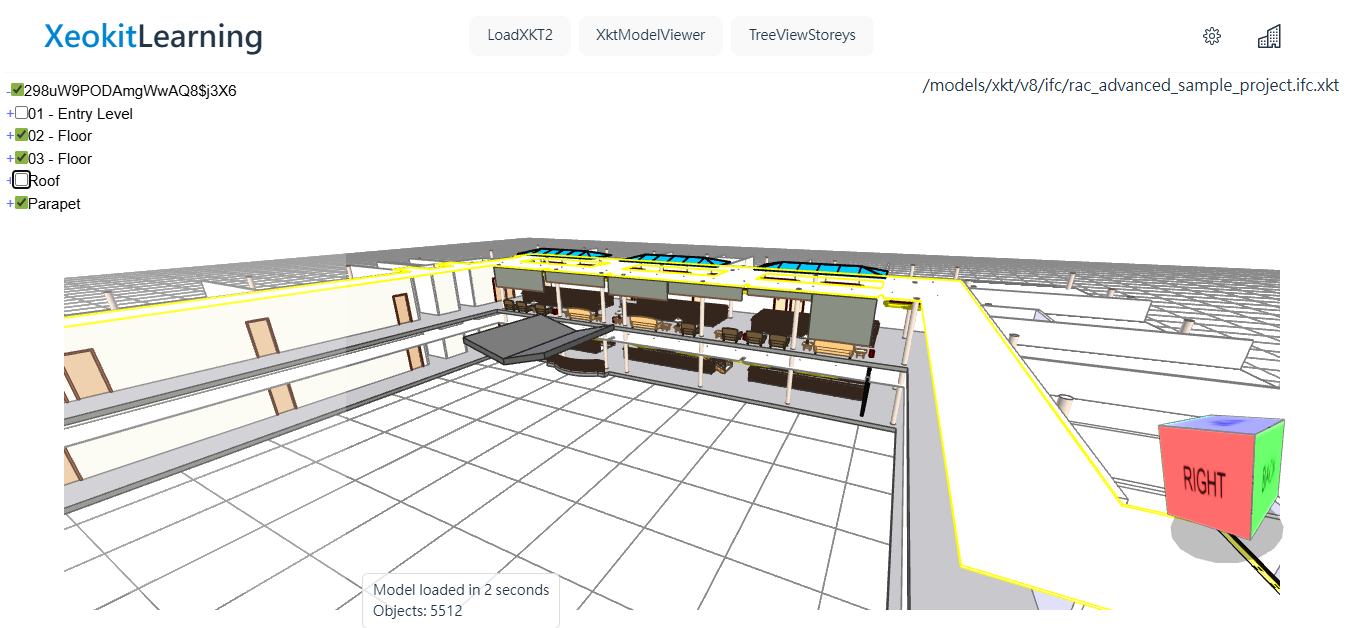 XeokitLearning
LoadXKT2 XktModelViewer TreeViewStoreys
/models/xkt/v8/ifc/rac_advanced_sample_project.ifc.xkt
-298uW9PODAmgWwAQ8$j3X6
+01 - Entry Level
+02 - Floor
+03 - Floor
+Roof
+Parapet
RIGHT
BACK
Model loaded in 2 seconds
Objects: 5512